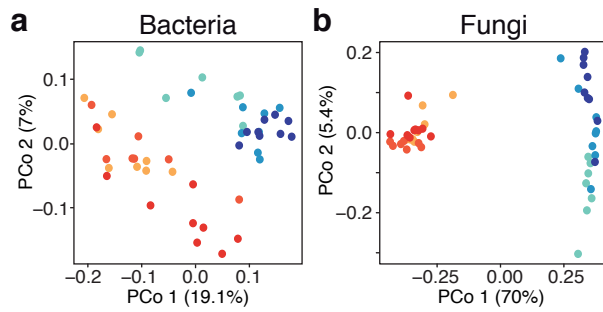 a Bacteria
0.1
0.0
−0.1
PCo 2 (7%)
−0.2 −0.1 0.0 0.1
PCo 1 (19.1%)
b Fungi
0.2
0.0
−0.2
PCo 2 (5.4%)
−0.25 0.00 0.25
PCo 1 (70%)